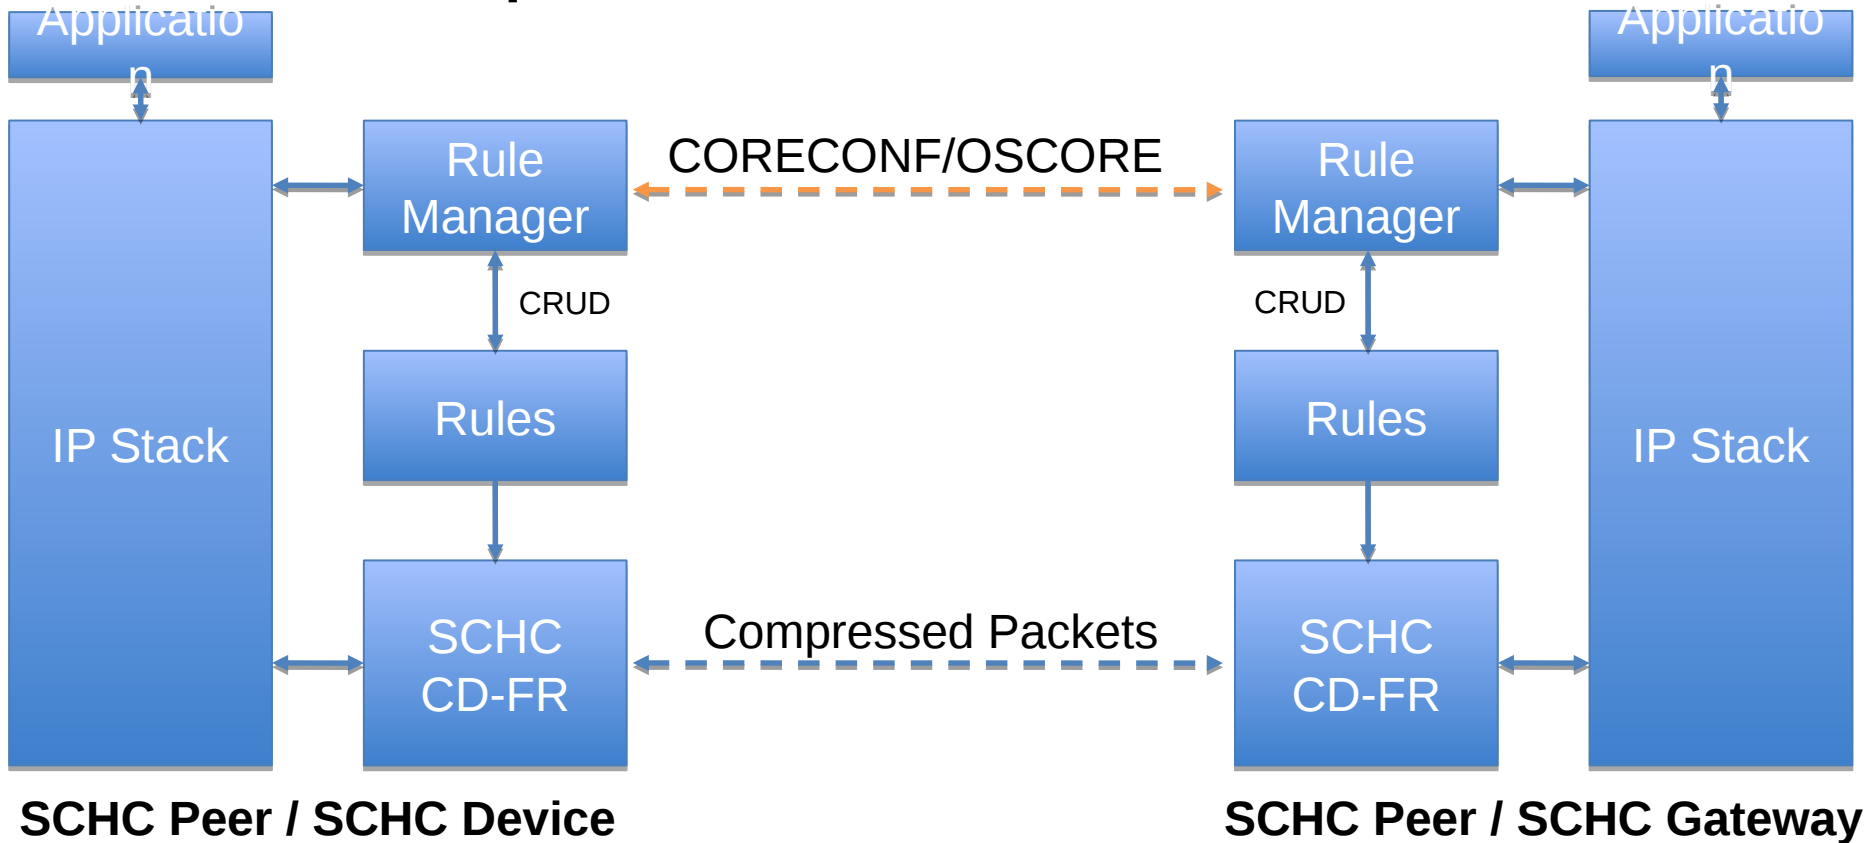 Applicatio
n
Applicatio
n
Rule
Manager
CORECONF/OSCORE
Rule
Manager
CRUD
CRUD
IP Stack
Rules
Rules
IP Stack
SCHC
CD-FR
Compressed Packets
SCHC
CD-FR
SCHC Peer / SCHC Device
SCHC Peer / SCHC Gateway